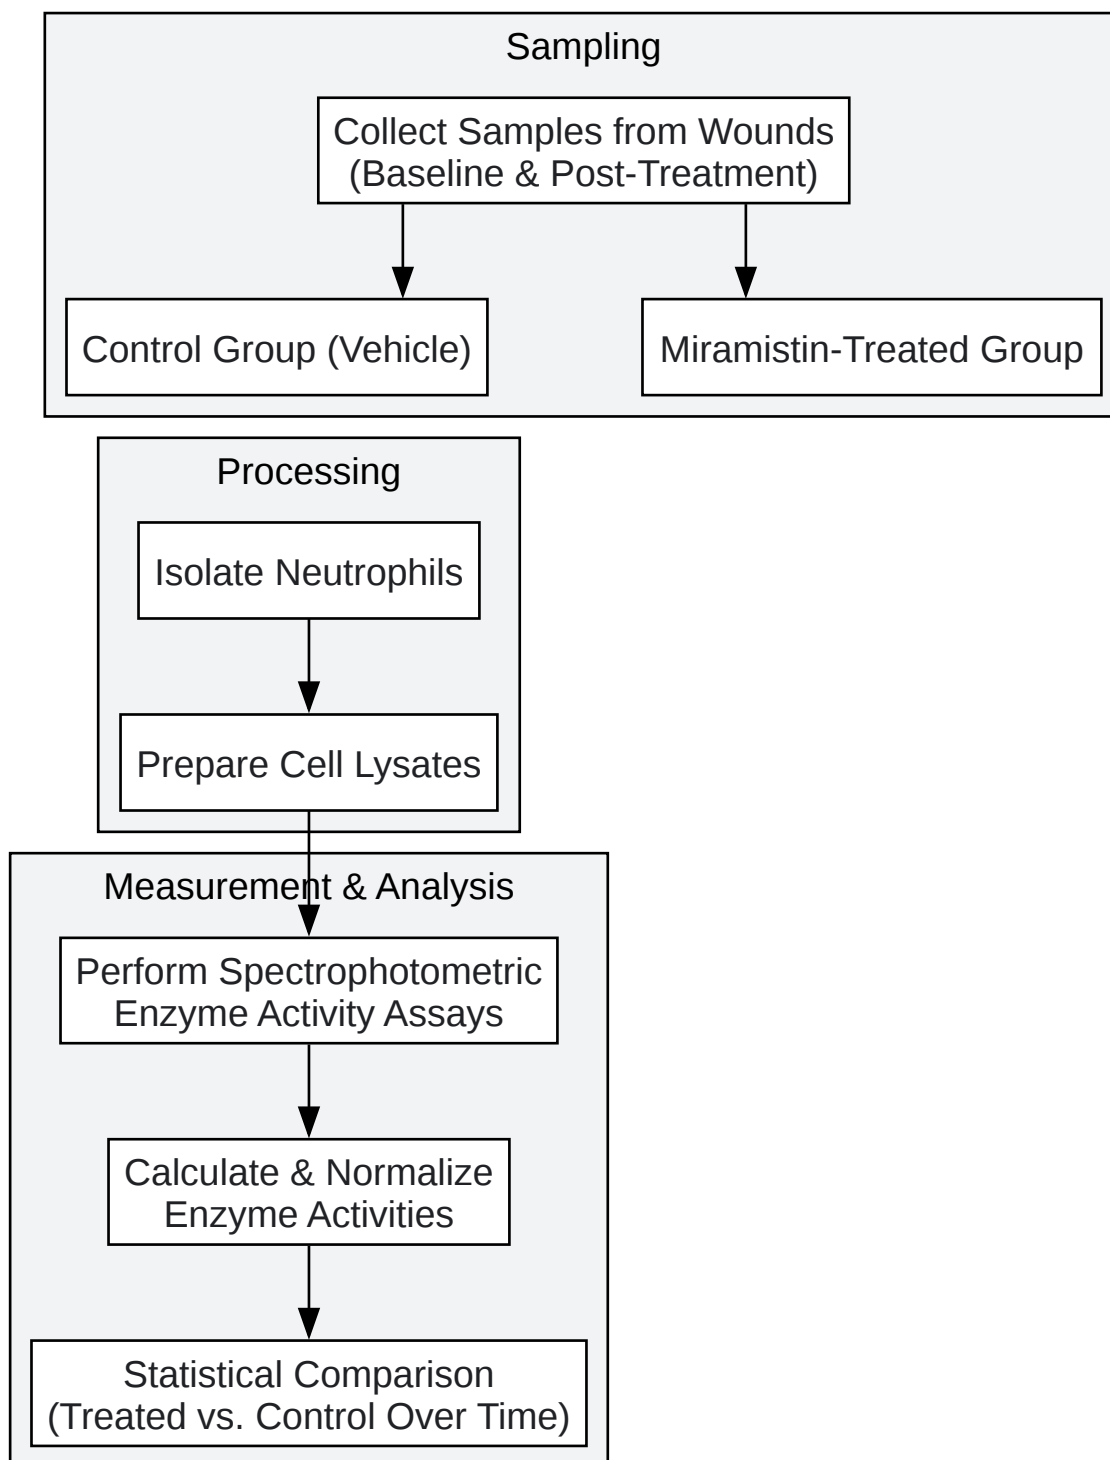 Sampling
Collect Samples from Wounds
(Baseline & Post-Treatment)
Control Group (Vehicle)
Miramistin-Treated Group
Processing
Isolate Neutrophils
Prepare Cell Lysates
Measurement & Analysis
Perform Spectrophotometric
Enzyme Activity Assays
Calculate & Normalize
Enzyme Activities
Statistical Comparison
(Treated vs. Control Over Time)